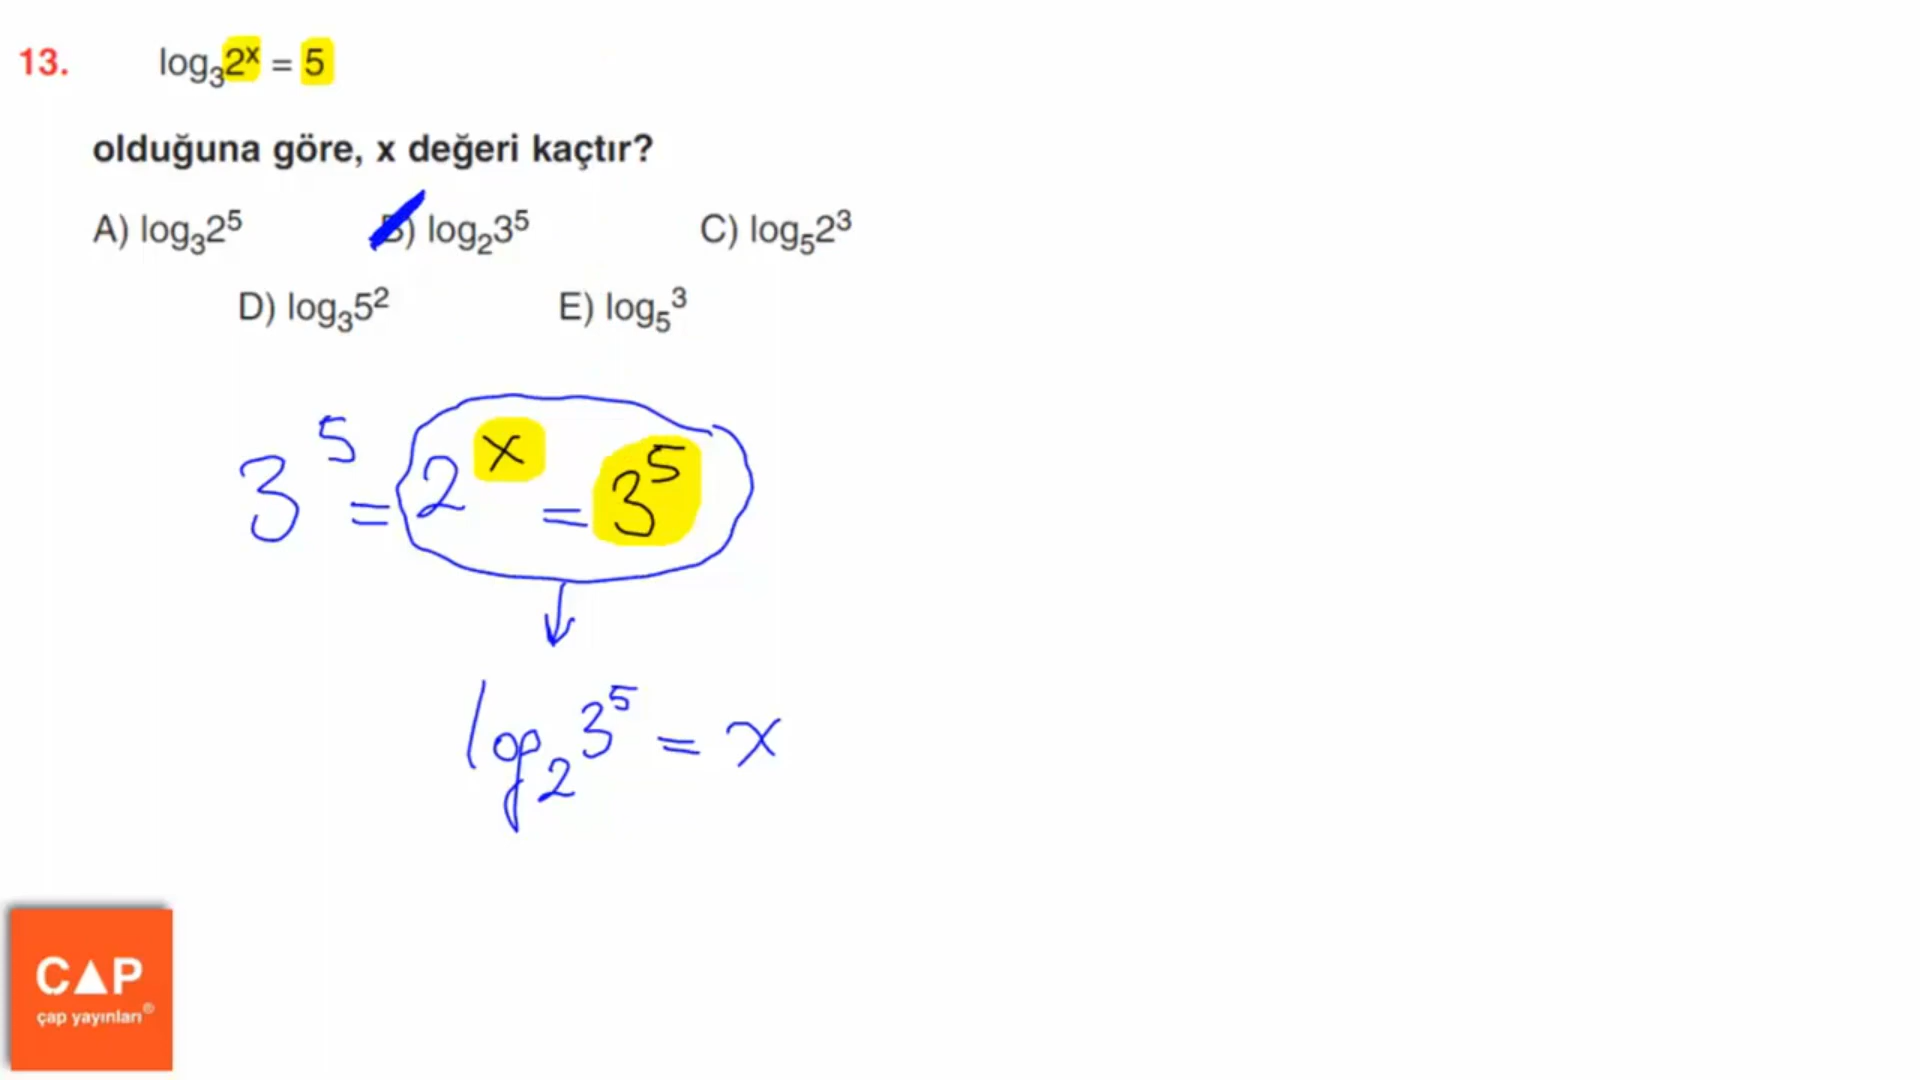 13. log₃2ˣ = 5
olduğuna göre, x değeri kaçtır?
A) log₃2⁵ B) log₂3⁵ C) log₅2³
D) log₃5² E) log₅³
3⁵ = 2ˣ = 3⁵
log₂3⁵ = x
CAP
çap yayınları®